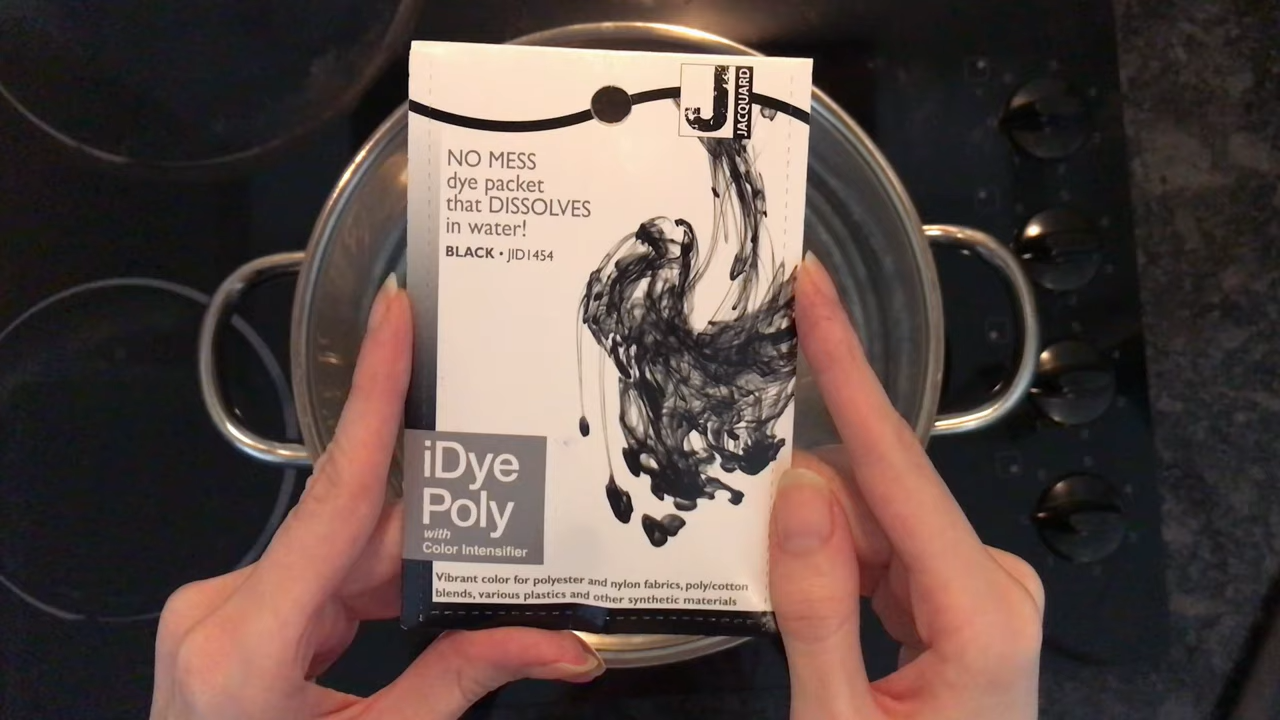 J
JACQUARD
NO MESS
dye packet
that DISSOLVES
in water!
BLACK • JID1454
iDye
Poly
with
Color Intensifier
Vibrant color for polyester and nylon fabrics, poly/cotton
blends, various plastics and other synthetic materials